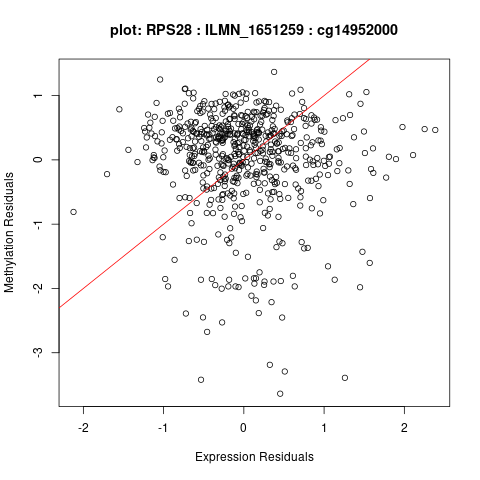 plot: RPS28 : ILMN_1651259 : cg14952000
Methylation Residuals
1
0
-1
-2
-3
-2 -1 0 1 2
Expression Residuals